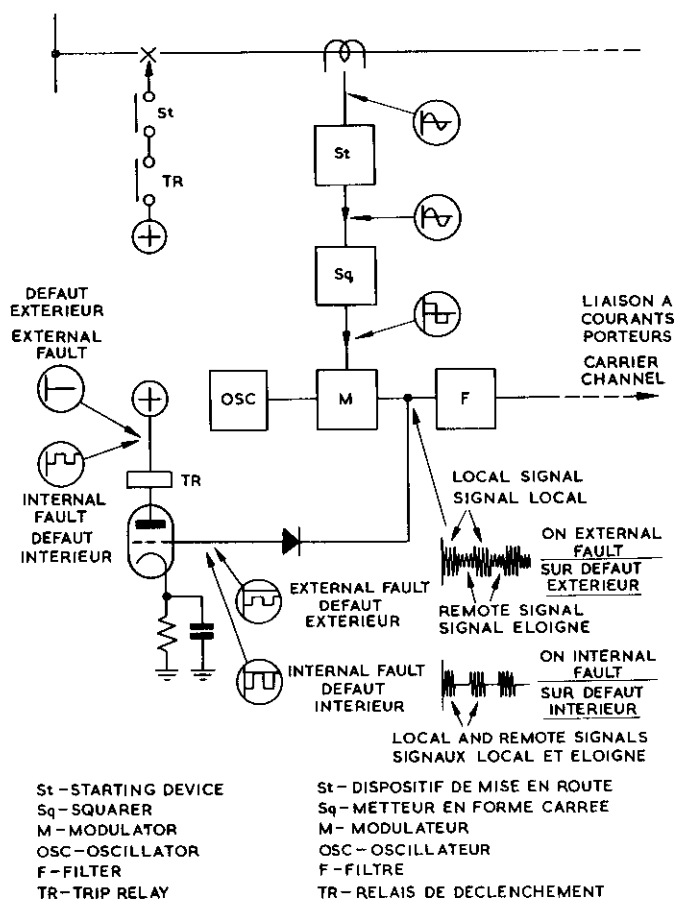 St
TR
St
Sq
DEFAUT
EXTERIEUR
EXTERNAL
FAULT
LIAISON A
COURANTS
PORTEURS
CARRIER
CHANNEL
OSC
M
F
TR
INTERNAL
FAULT
DEFAUT
INTERIEUR
LOCAL SIGNAL
SIGNAL LOCAL
ON EXTERNAL
FAULT
SUR DEFAUT
EXTERIEUR
EXTERNAL FAULT
DEFAUT
EXTERIEUR
REMOTE SIGNAL
SIGNAL ELOIGNE
INTERNAL FAULT
DEFAUT
INTERIEUR
ON INTERNAL
FAULT
SUR DEFAUT
INTERIEUR
LOCAL AND REMOTE SIGNALS
SIGNAUX LOCAL ET ELOIGNE
St - STARTING DEVICE
Sq - SQUARER
M - MODULATOR
OSC - OSCILLATOR
F - FILTER
TR - TRIP RELAY
St - DISPOSITIF DE MISE EN ROUTE
Sq - METTEUR EN FORME CARREE
M - MODULATEUR
OSC - OSCILLATEUR
F - FILTRE
TR - RELAIS DE DECLENCHEMENT